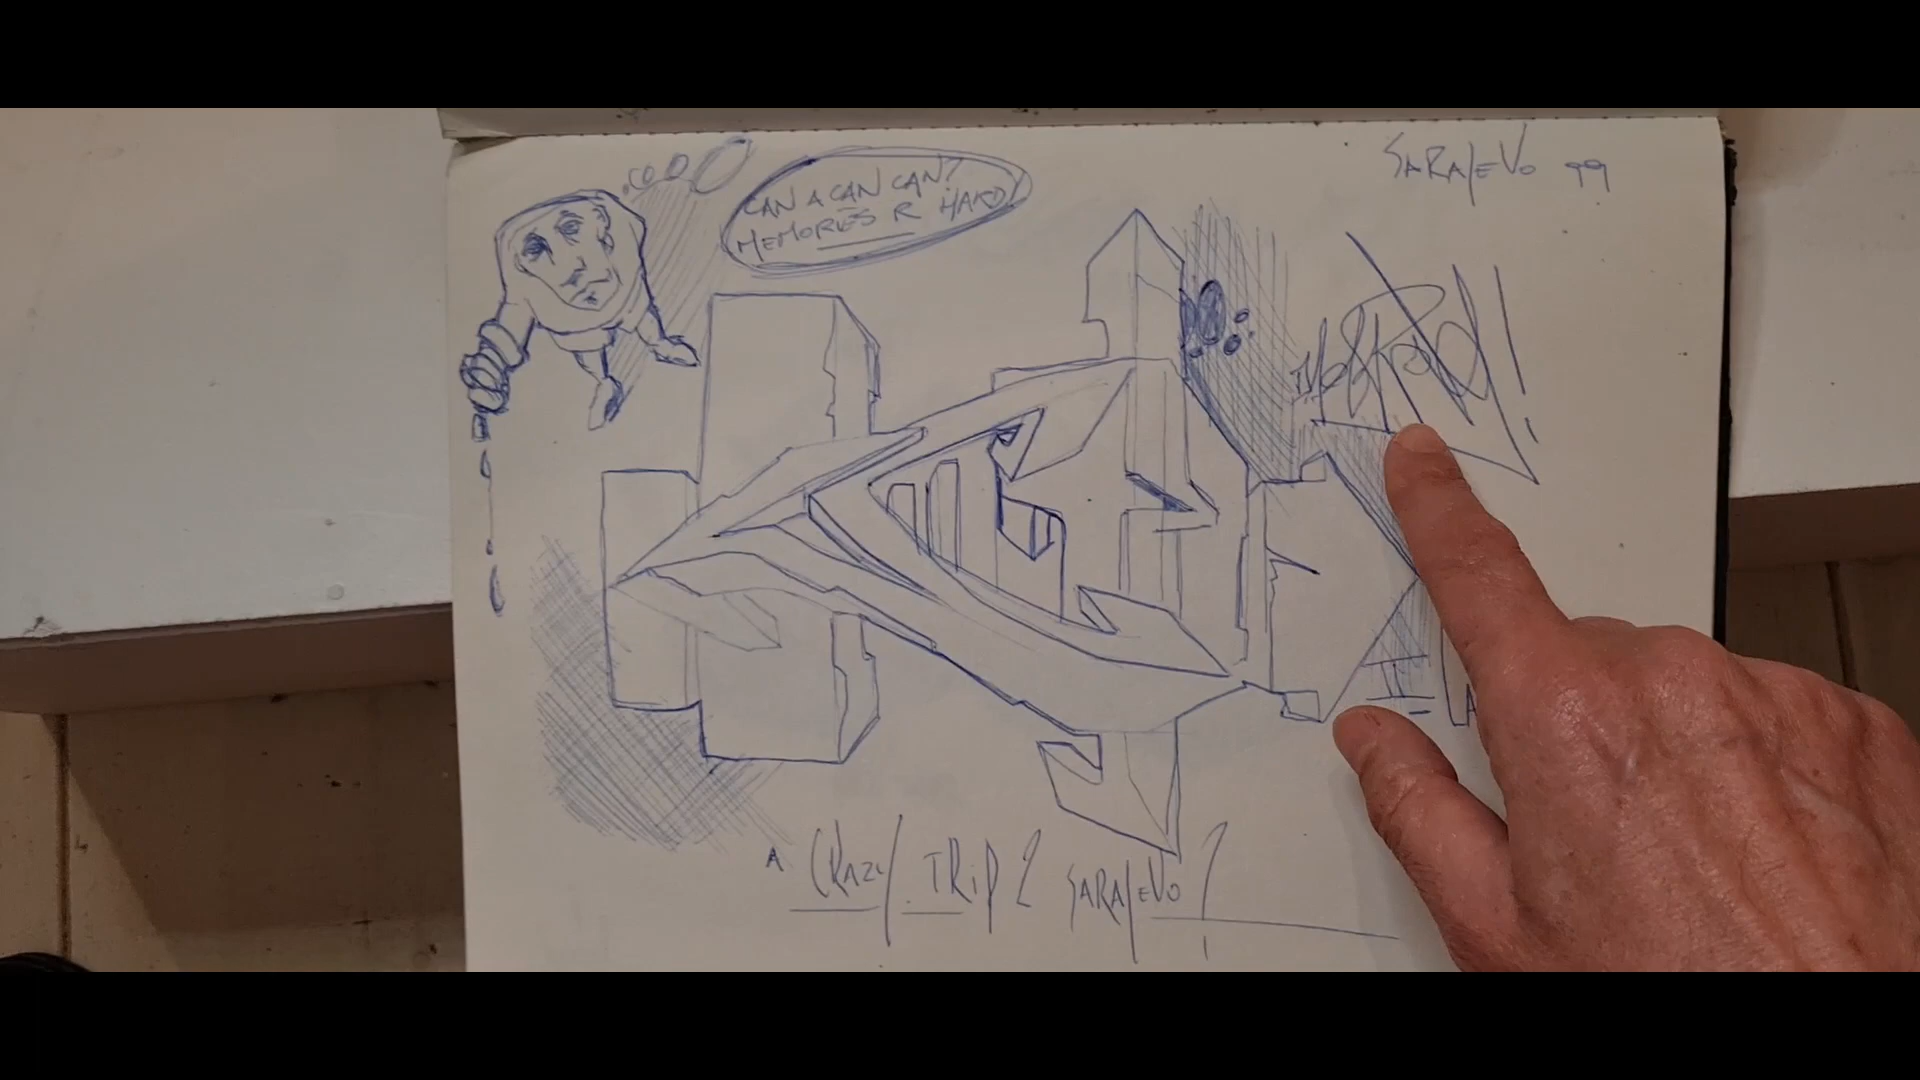 SARAJEVO 99
CAN A CAN CAN?
MEMORIES R HARD
A CRAZY TRIP 2 SARAJEVO ?